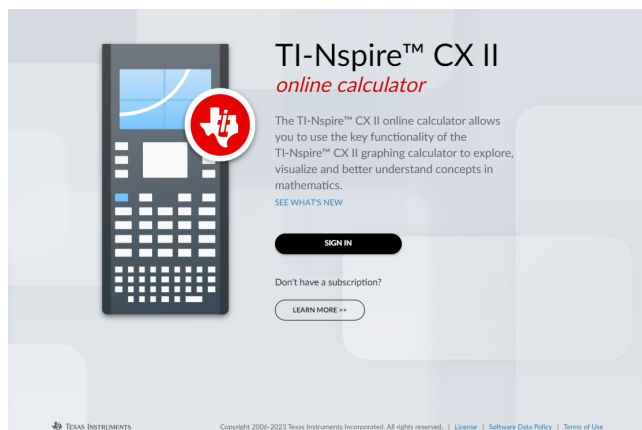 TI-Nspire™ CX II
online calculator
The TI-Nspire™ CX II online calculator allows
you to use the key functionality of the
TI-Nspire™ CX II graphing calculator to explore,
visualize and better understand concepts in
mathematics.
SEE WHAT'S NEW
SIGN IN
Don't have a subscription?
LEARN MORE >>
TEXAS INSTRUMENTS
Copyright 2006-2023 Texas Instruments Incorporated. All rights reserved. | License | Software Data Policy | Terms of Use